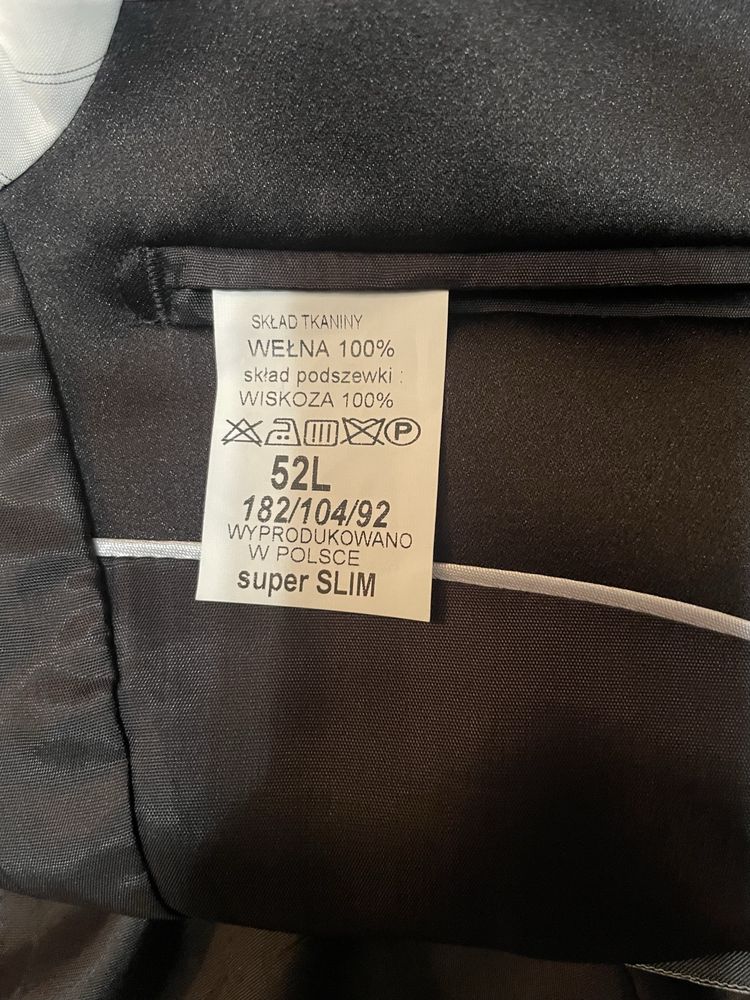 SKŁAD TKANINY
WEŁNA 100%
skład podszewki :
WISKOZA 100%
P
52L
182/104/92
WYPRODUKOWANO
W POLSCE
super SLIM